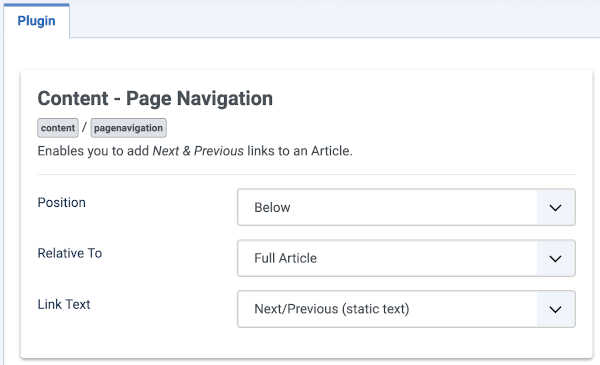 Plugin
Content - Page Navigation
content / pagenavigation
Enables you to add Next & Previous links to an Article.
Position
Below
Relative To
Full Article
Link Text
Next/Previous (static text)